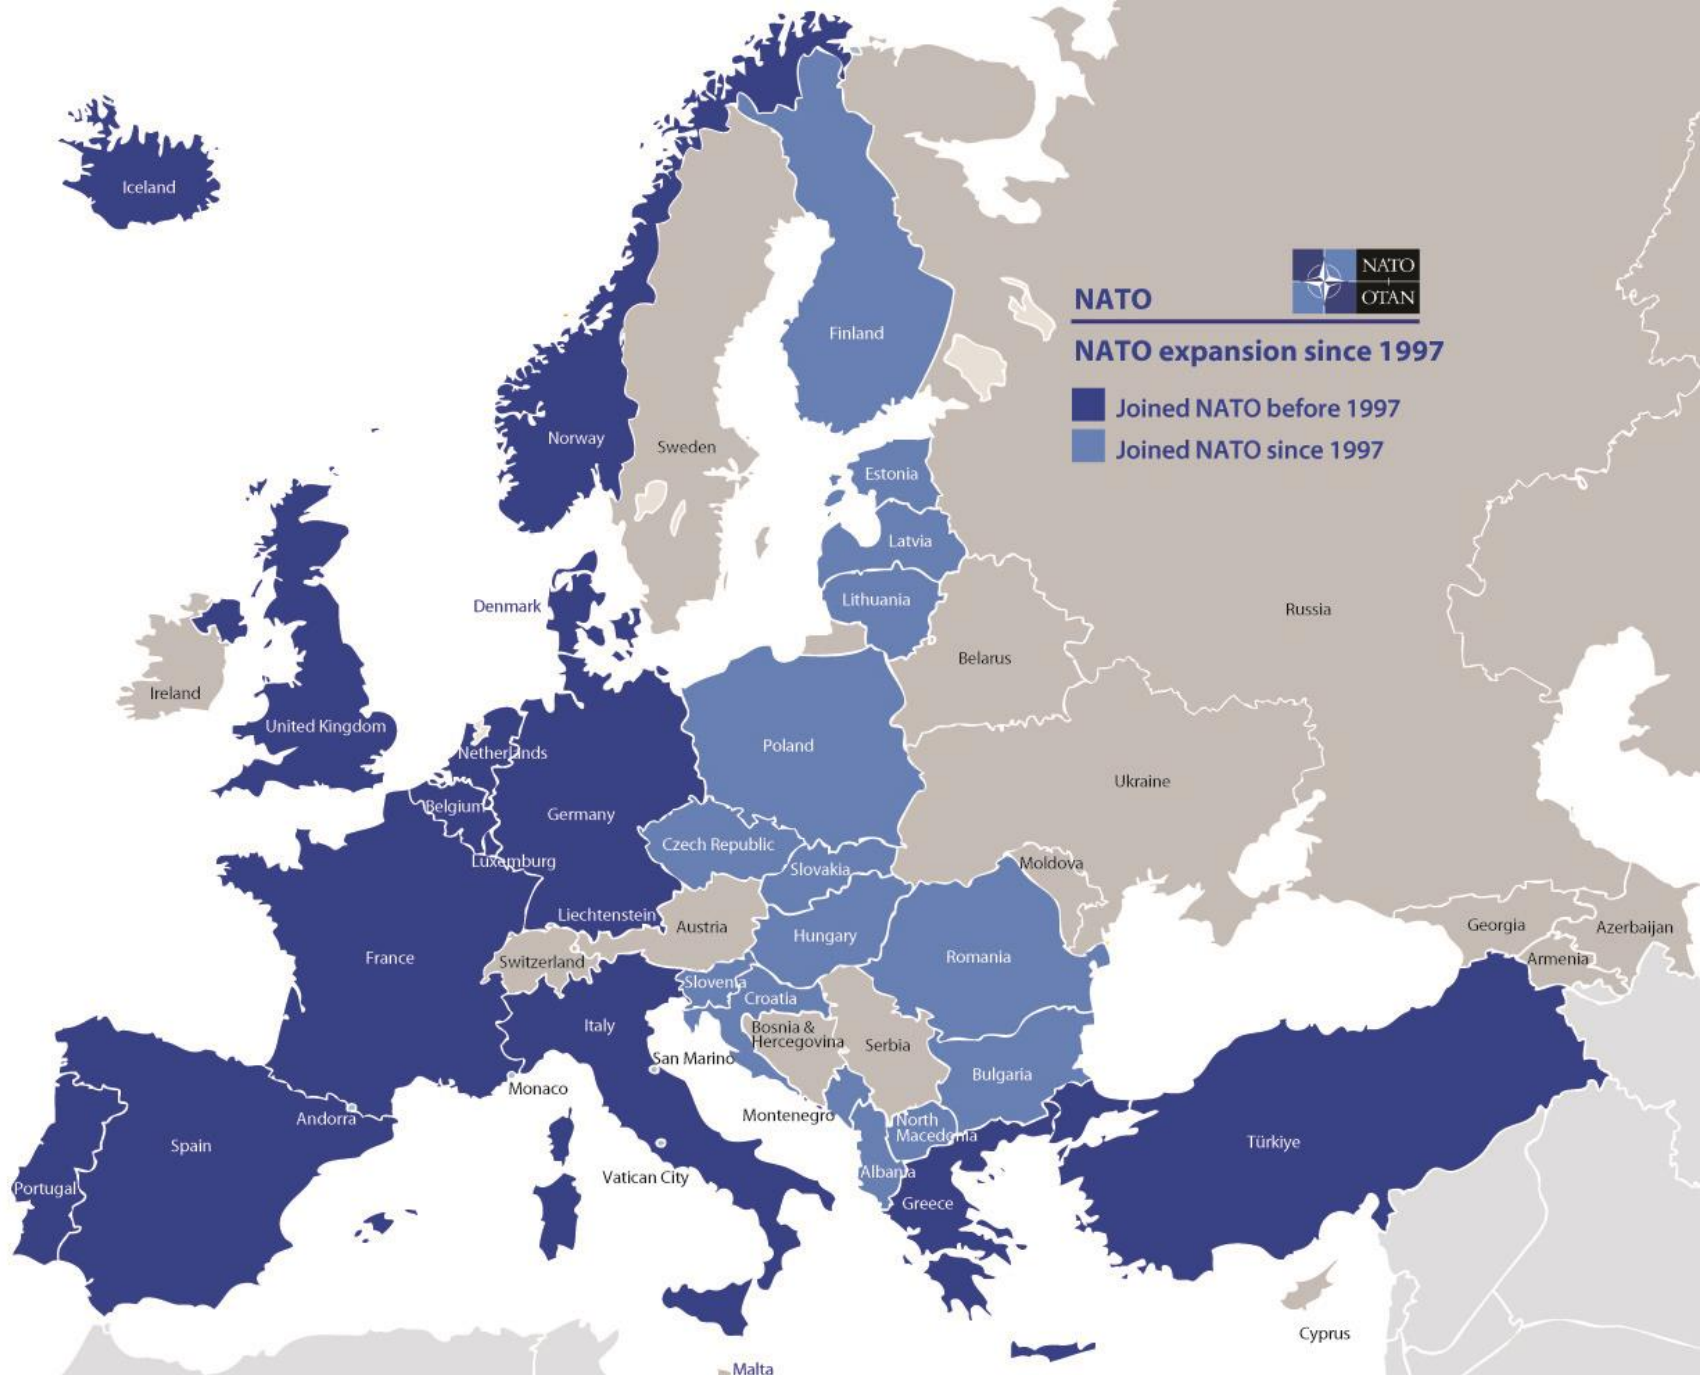 Iceland
NATO
OTAN
NATO
Finland
NATO expansion since 1997
Joined NATO before 1997
Norway
Sweden
Joined NATO since 1997
Estonia
Latvia
Lithuania
Denmark
Russia
Belarus
Ireland
United Kingdom
Netherlands
Poland
Ukraine
Belgium
Germany
Czech Republic
Luxemburg
Slovakia
Moldova
Liechtenstein
Austria
Hungary
Georgia
Azerbaijan
France
Switzerland
Romania
Armenia
Slovenia
Croatia
Italy
Bosnia &
Hercegovina
Serbia
San Marino
Bulgaria
Monaco
Andorra
Montenegro
North
Macedonia
Spain
Türkiye
Vatican City
Albania
Portugal
Greece
Cyprus
Malta